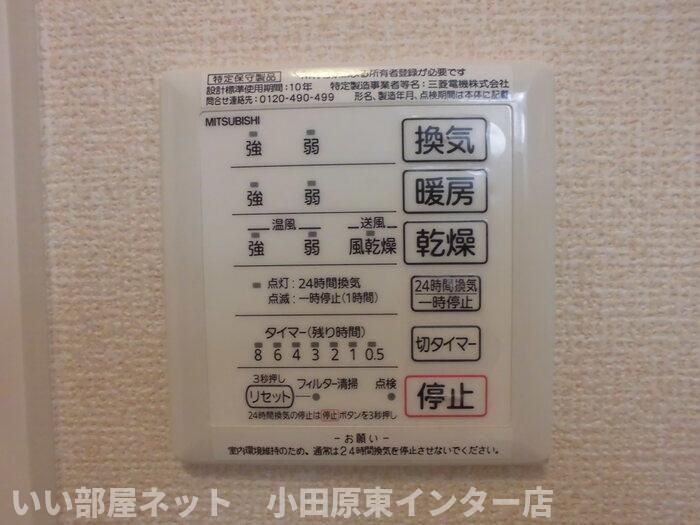 特定保守製品 所有者登録が必要です
設計標準使用期間：10年 特定製造事業者等名：三菱電機株式会社
問合せ連絡先：0120-490-499 形名、製造年月、点検期間は本体に記載
MITSUBISHI
強 弱 換気
強 弱 暖房
温風 送風
強 弱 風乾燥 乾燥
点灯：24時間換気
点滅：一時停止(1時間)
24時間換気
一時停止
タイマー(残り時間)
8 6 4 3 2 1 0.5 切タイマー
3秒押し フィルター清掃 点検
リセット 停止
24時間換気の停止は停止ボタンを3秒押し
－お願い－
室内環境維持のため、通常は24時間換気を停止させないでください。
いい部屋ネット 小田原東インター店